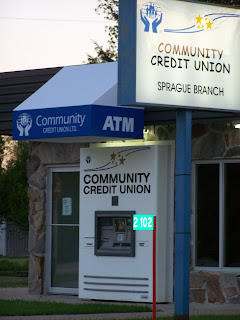 COMMUNITY
CREDIT UNION
SPRAGUE BRANCH
Community
CREDIT UNION LTD.
ATM
COMMUNITY
CREDIT UNION
2102